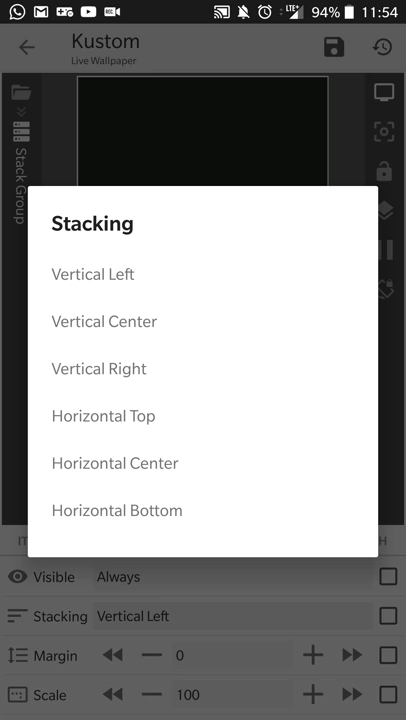 94% 11:54
Kustom
Live Wallpaper
Stack Group
Stacking
Vertical Left
Vertical Center
Vertical Right
Horizontal Top
Horizontal Center
Horizontal Bottom
IT H
Visible Always
Stacking Vertical Left
Margin 0
Scale 100